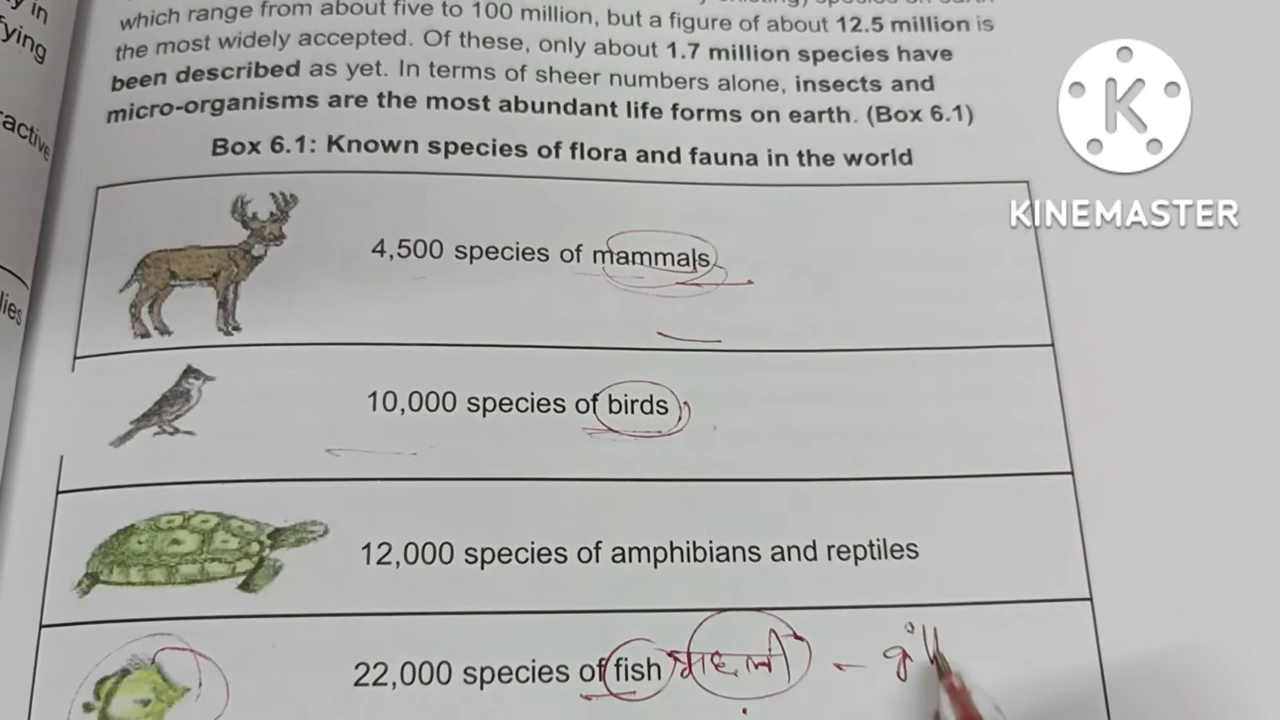 y in
fying
ractive
lies
which range from about five to 100 million, but a figure of about 12.5 million is
the most widely accepted. Of these, only about 1.7 million species have
been described as yet. In terms of sheer numbers alone, insects and
micro-organisms are the most abundant life forms on earth. (Box 6.1)
Box 6.1: Known species of flora and fauna in the world
4,500 species of mammals
10,000 species of birds
12,000 species of amphibians and reptiles
22,000 species of fish
K
KINEMASTER